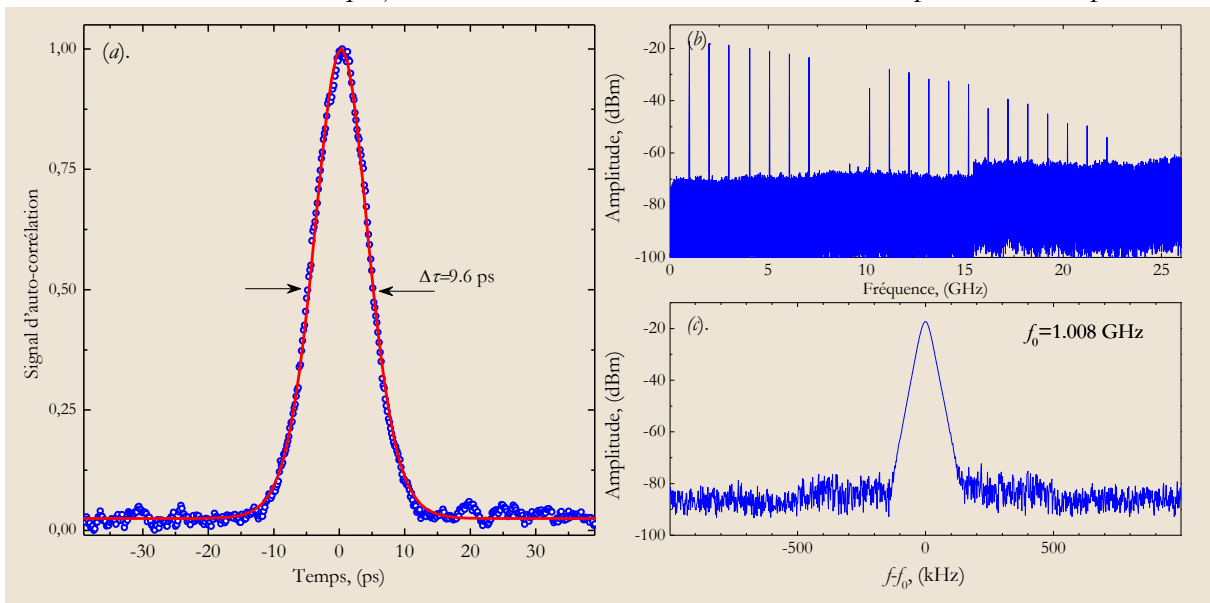 (a).
1,00
0,75
0,50
0,25
0,00
Signal d'auto-corrélation
Δτ=9.6 ps
-30
-20
-10
0
10
20
30
Temps, (ps)
(b).
-20
-40
-60
-80
-100
Amplitude, (dBm)
0
5
10
15
20
25
Fréquence, (GHz)
(c).
f0=1.008 GHz
-20
-40
-60
-80
-100
Amplitude, (dBm)
-500
0
500
f-f0, (kHz)